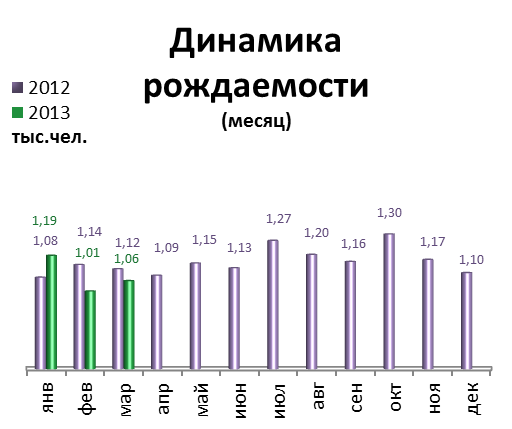 Динамика
рождаемости
(месяц)
2012
2013
тыс.чел.
1,19
1,08
1,14
1,01
1,12
1,06
1,09
1,15
1,13
1,27
1,20
1,16
1,30
1,17
1,10
янв
фев
мар
апр
май
июн
июл
авг
сен
окт
ноя
дек